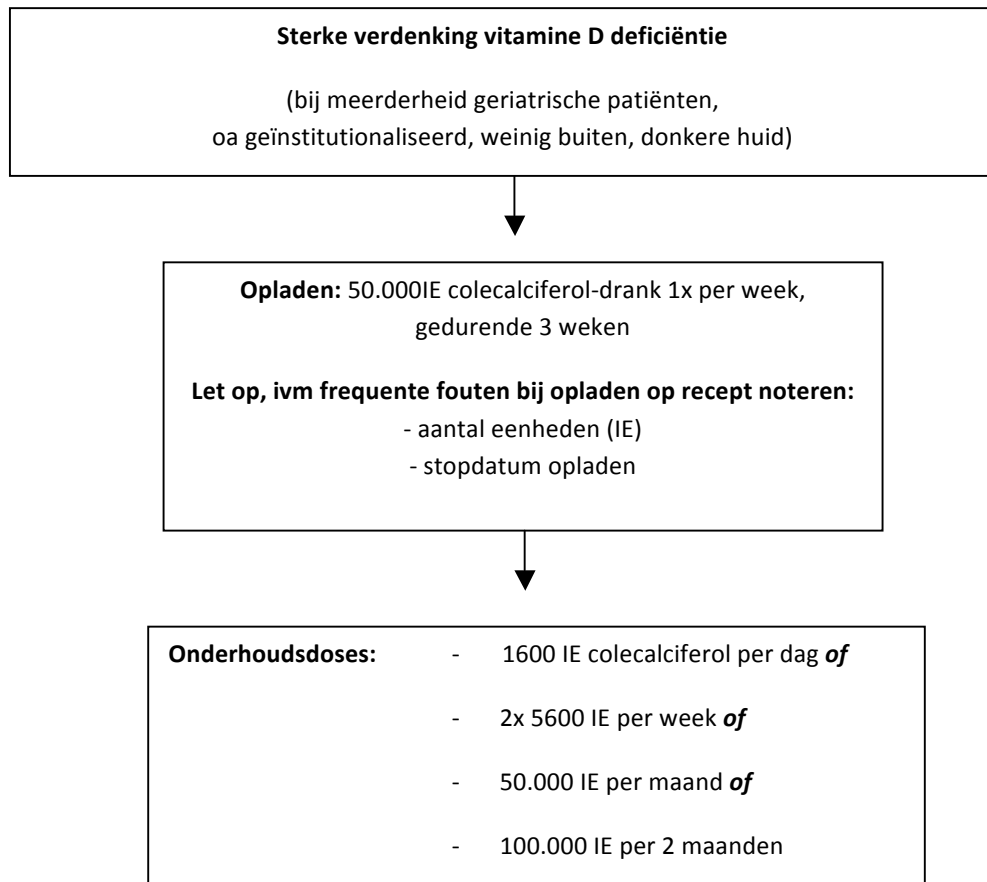 Sterke verdenking vitamine D deficiëntie
(bij meerderheid geriatrische patiënten,
oa geïnstitutionaliseerd, weinig buiten, donkere huid)
Opladen: 50.000IE colecalciferol-drank 1x per week,
gedurende 3 weken
Let op, ivm frequente fouten bij opladen op recept noteren:
- aantal eenheden (IE)
- stopdatum opladen
Onderhoudsdoses: - 1600 IE colecalciferol per dag of
- 2x 5600 IE per week of
- 50.000 IE per maand of
- 100.000 IE per 2 maanden